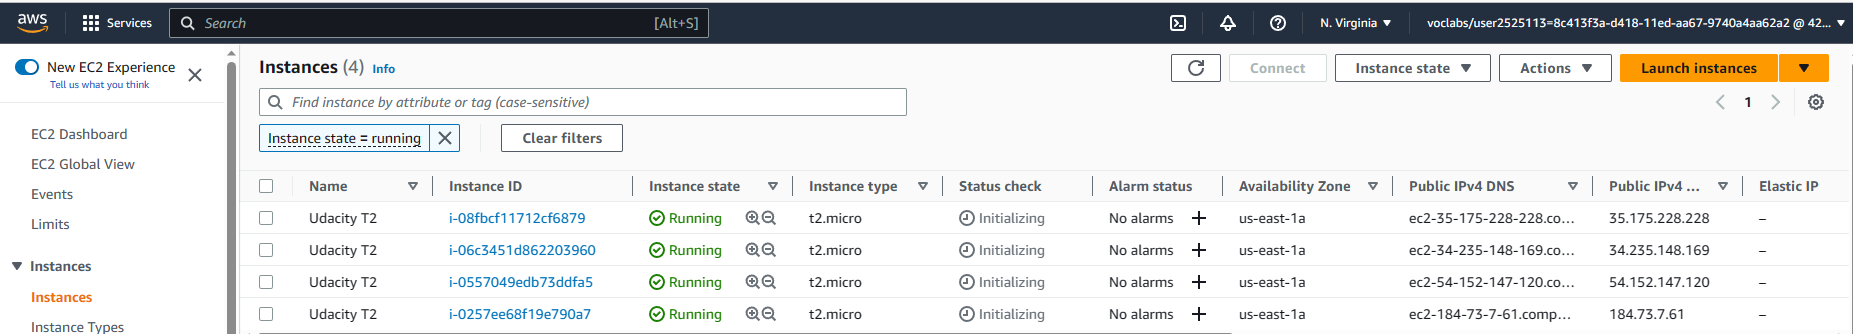 aws Services Search [Alt+S] N. Virginia voclabs/user2525113=8c413f3a-d418-11ed-aa67-9740a4aa62a2 @ 42...
New EC2 Experience
Tell us what you think
EC2 Dashboard
EC2 Global View
Events
Limits
Instances
Instances
Instance Types
Instances (4) Info Connect Instance state Actions Launch instances
Find instance by attribute or tag (case-sensitive) 1
Instance state = running Clear filters
Name Instance ID Instance state Instance type Status check Alarm status Availability Zone Public IPv4 DNS Public IPv4 ... Elastic IP
Udacity T2 i-08fbcf11712cf6879 Running t2.micro Initializing No alarms + us-east-1a ec2-35-175-228-228.co... 35.175.228.228 –
Udacity T2 i-06c3451d862203960 Running t2.micro Initializing No alarms + us-east-1a ec2-34-235-148-169.co... 34.235.148.169 –
Udacity T2 i-0557049edb73ddfa5 Running t2.micro Initializing No alarms + us-east-1a ec2-54-152-147-120.co... 54.152.147.120 –
Udacity T2 i-0257ee68f19e790a7 Running t2.micro Initializing No alarms + us-east-1a ec2-184-73-7-61.comp... 184.73.7.61 –